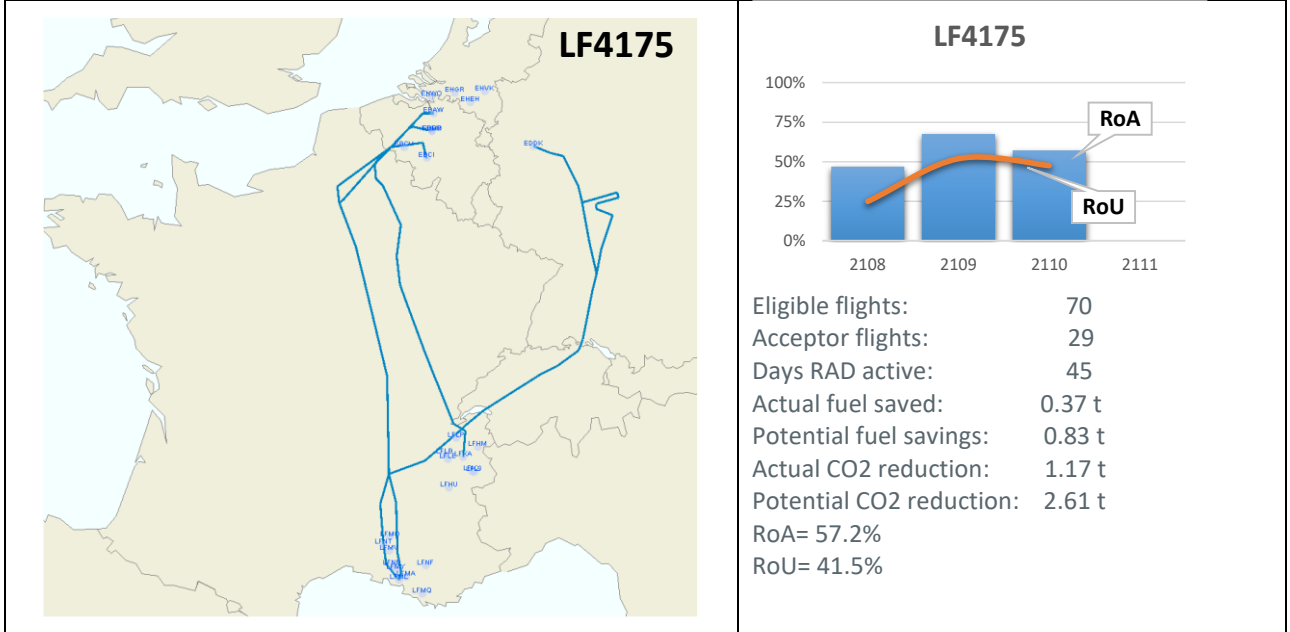 LF4175
EHWO
EHGR
EHVK
EHEH
EBAW
EBCI
EDDK
LFHM
LFHU
LFMO
LFNT
LFMV
LFNF
LFMA
LFMQ
LF4175
100%
75%
50%
25%
0%
RoA
RoU
2108 2109 2110 2111
Eligible flights: 70
Acceptor flights: 29
Days RAD active: 45
Actual fuel saved: 0.37 t
Potential fuel savings: 0.83 t
Actual CO2 reduction: 1.17 t
Potential CO2 reduction: 2.61 t
RoA= 57.2%
RoU= 41.5%